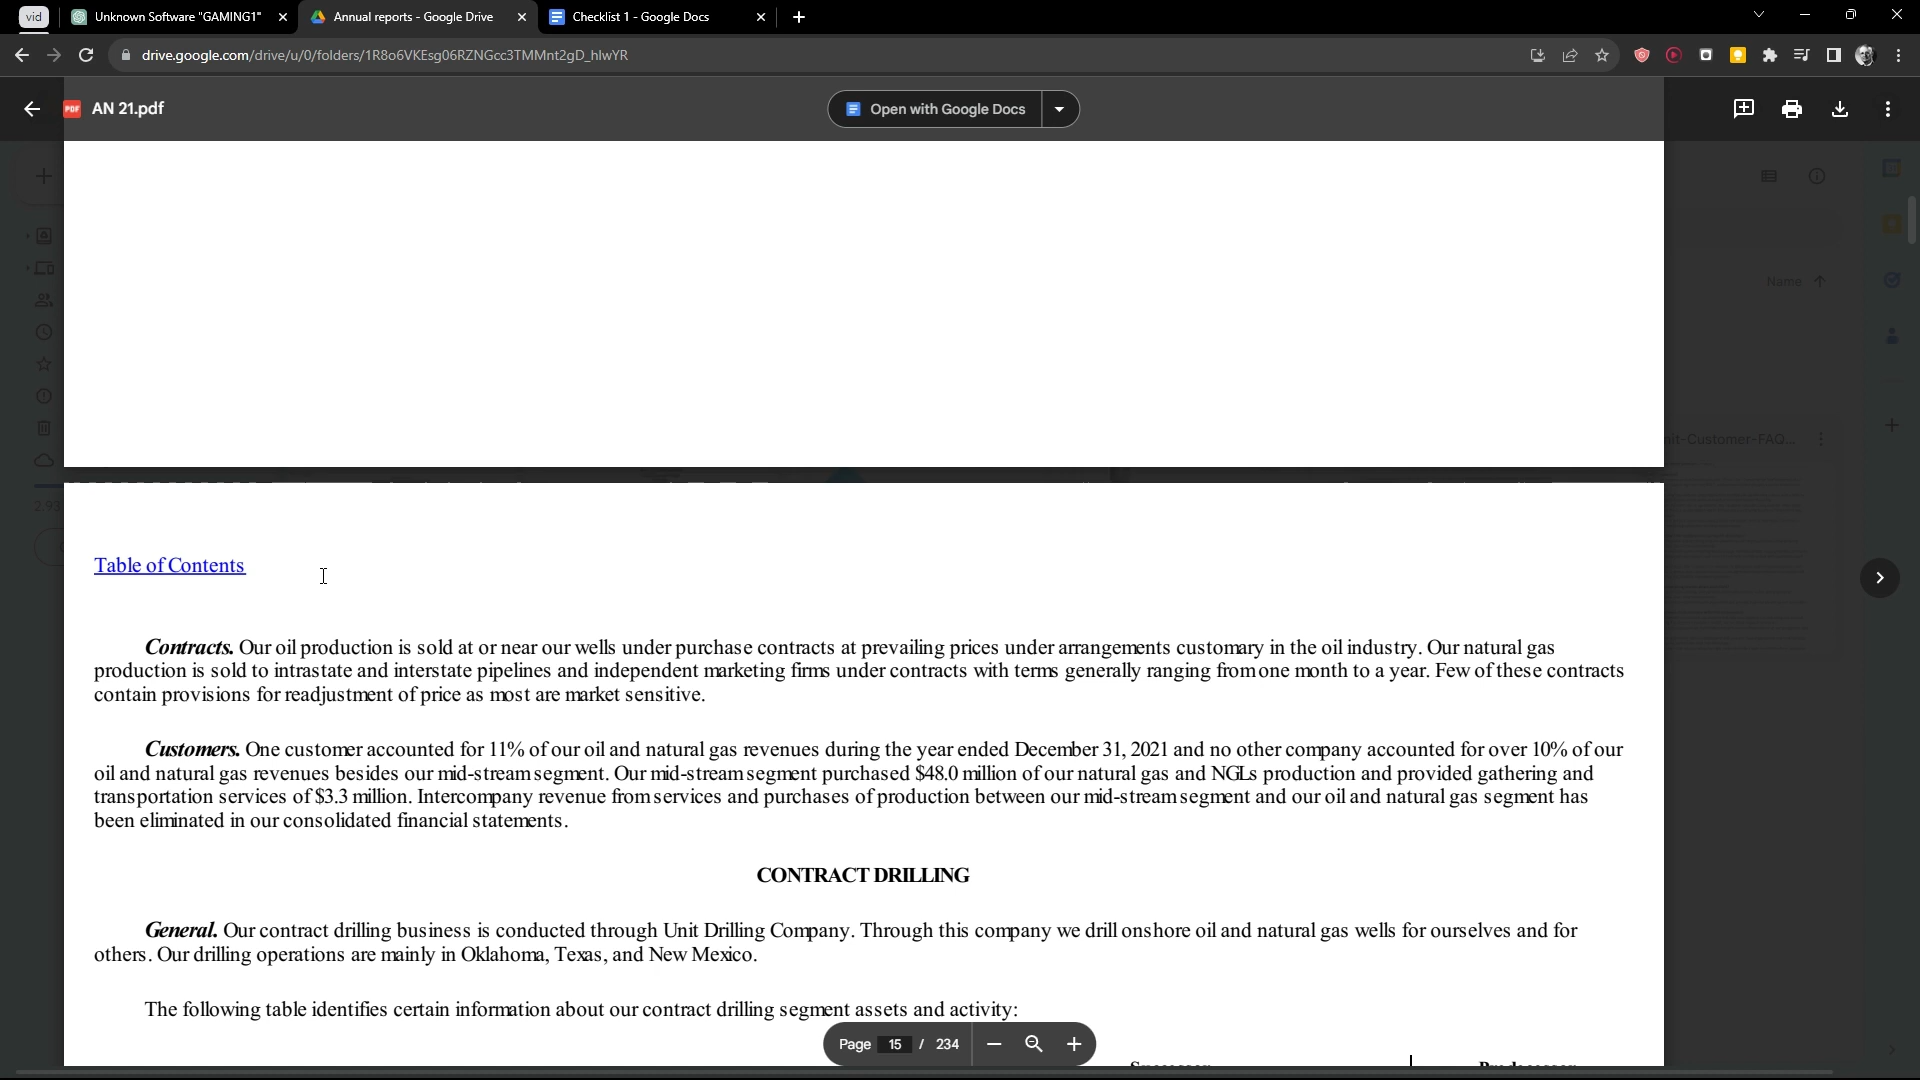 vid
Unknown Software "GAMING1"
Annual reports - Google Drive
Checklist 1 - Google Docs
drive.google.com/drive/u/0/folders/1R8o6VKEsg06RZNGcc3TMMnt2gD_hlwYR
PDF AN 21.pdf
Open with Google Docs
Name
2.93
Table of Contents
Contracts. Our oil production is sold at or near our wells under purchase contracts at prevailing prices under arrangements customary in the oil industry. Our natural gas
production is sold to intrastate and interstate pipelines and independent marketing firms under contracts with terms generally ranging from one month to a year. Few of these contracts
contain provisions for readjustment of price as most are market sensitive.
Customers. One customer accounted for 11% of our oil and natural gas revenues during the year ended December 31, 2021 and no other company accounted for over 10% of our
oil and natural gas revenues besides our mid-stream segment. Our mid-stream segment purchased $48.0 million of our natural gas and NGLs production and provided gathering and
transportation services of $3.3 million. Intercompany revenue from services and purchases of production between our mid-stream segment and our oil and natural gas segment has
been eliminated in our consolidated financial statements.
CONTRACT DRILLING
General. Our contract drilling business is conducted through Unit Drilling Company. Through this company we drill onshore oil and natural gas wells for ourselves and for
others. Our drilling operations are mainly in Oklahoma, Texas, and New Mexico.
The following table identifies certain information about our contract drilling segment assets and activity:
Page 15 / 234